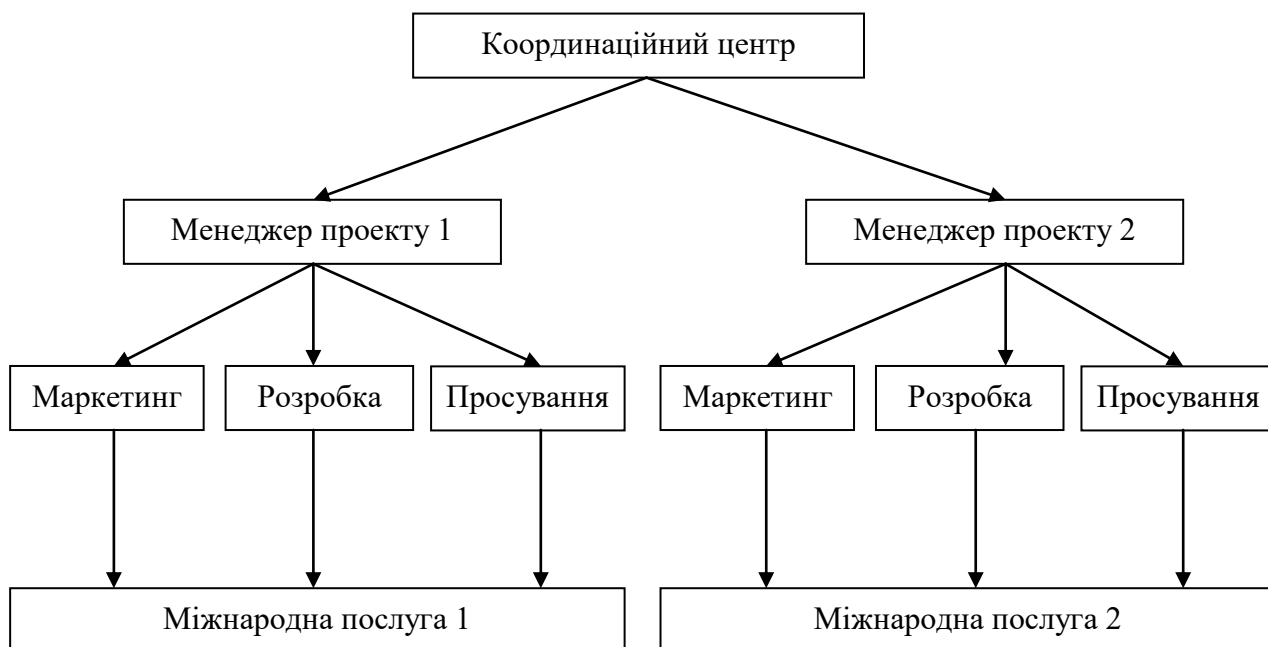 Координаційний центр
Менеджер проекту 1
Менеджер проекту 2
Маркетинг
Розробка
Просування
Маркетинг
Розробка
Просування
Міжнародна послуга 1
Міжнародна послуга 2